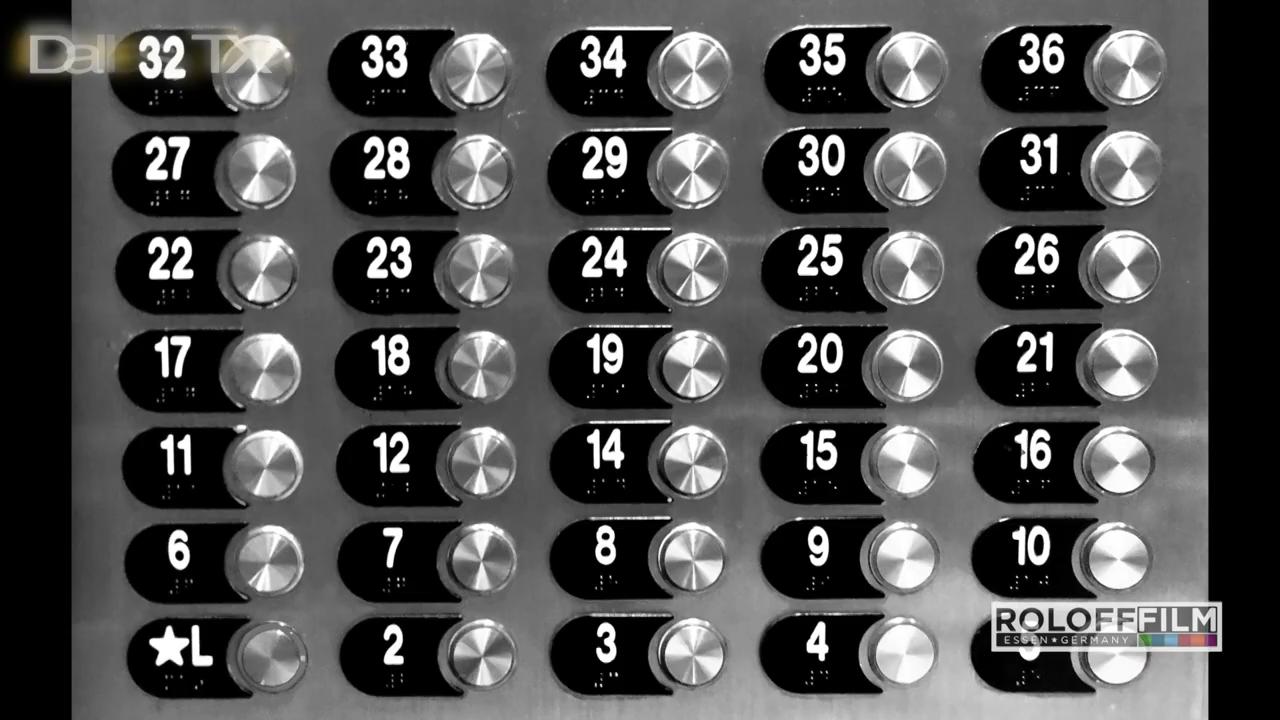 32 33 34 35 36
27 28 29 30 31
22 23 24 25 26
17 18 19 20 21
11 12 14 15 16
6 7 8 9 10
★L 2 3 4
ROLOFFFILM
ESSEN★GERMANY